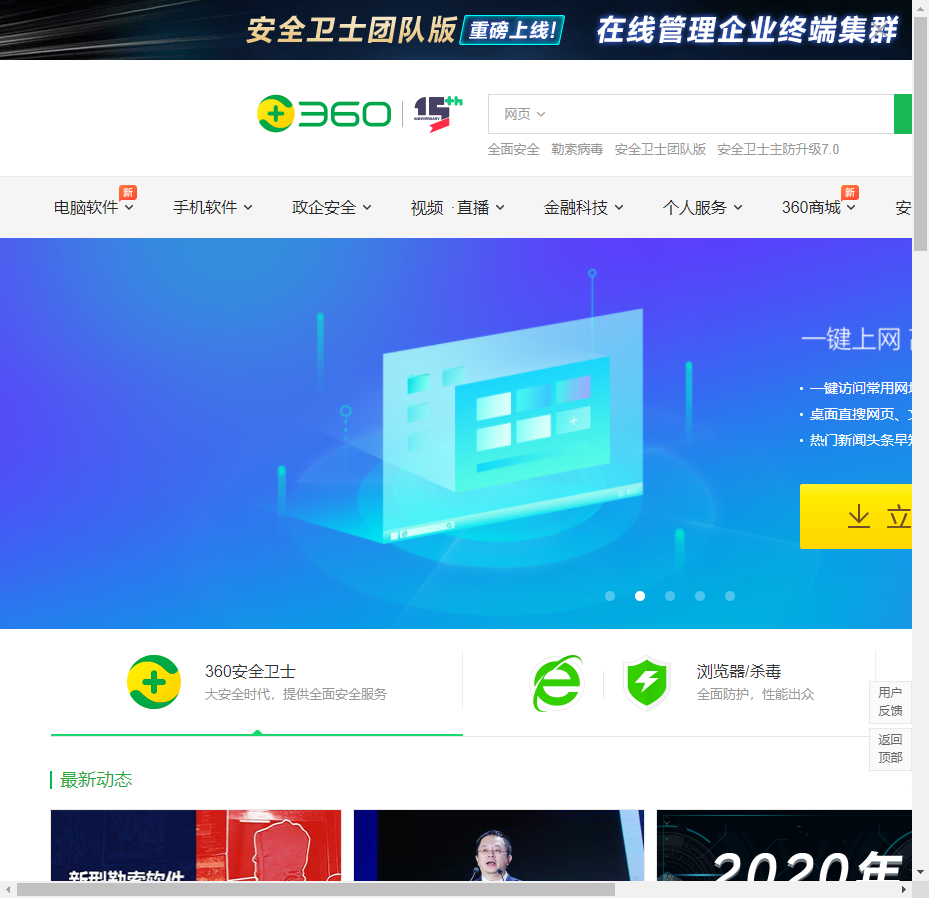 安全卫士团队版 重磅上线! 在线管理企业终端集群
360 15th
ANNIVERSARY
网页
全面安全 勒索病毒 安全卫士团队版 安全卫士主防升级7.0
电脑软件 新 手机软件 政企安全 视频 · 直播 金融科技 个人服务 360商城 新 安
一键上网
· 一键访问常用网
· 桌面直搜网页、
· 热门新闻头条早
立
360安全卫士
大安全时代，提供全面安全服务
浏览器/杀毒
全面防护，性能出众
用户
反馈
返回
顶部
最新动态
新型勒索软件
2020年